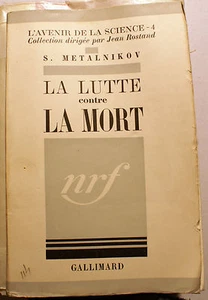 L'AVENIR DE LA SCIENCE - 4
Collection dirigée par Jean Rostand
S. METALNIKOV
LA LUTTE
contre
LA MORT
nrf
GALLIMARD